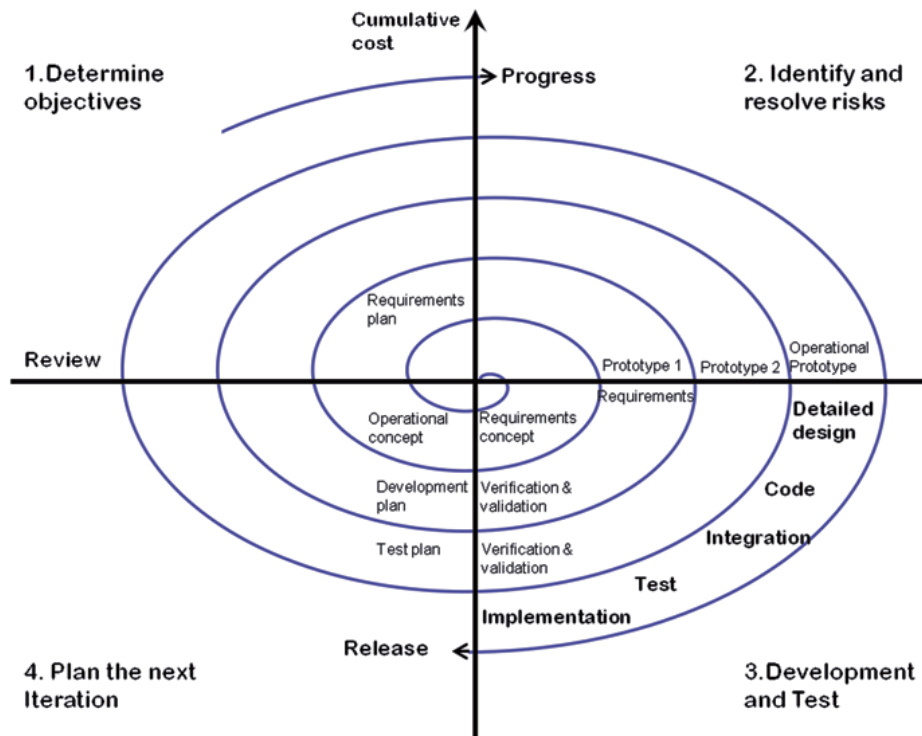 Cumulative
cost
1.Determine
objectives
Progress
2. Identify and
resolve risks
Requirements
plan
Review
Prototype 1
Prototype 2
Operational
Prototype
Requirements
Operational
concept
Requirements
concept
Detailed
design
Development
plan
Verification &
validation
Code
Integration
Test plan
Verification &
validation
Test
Implementation
Release
4. Plan the next
Iteration
3.Development
and Test